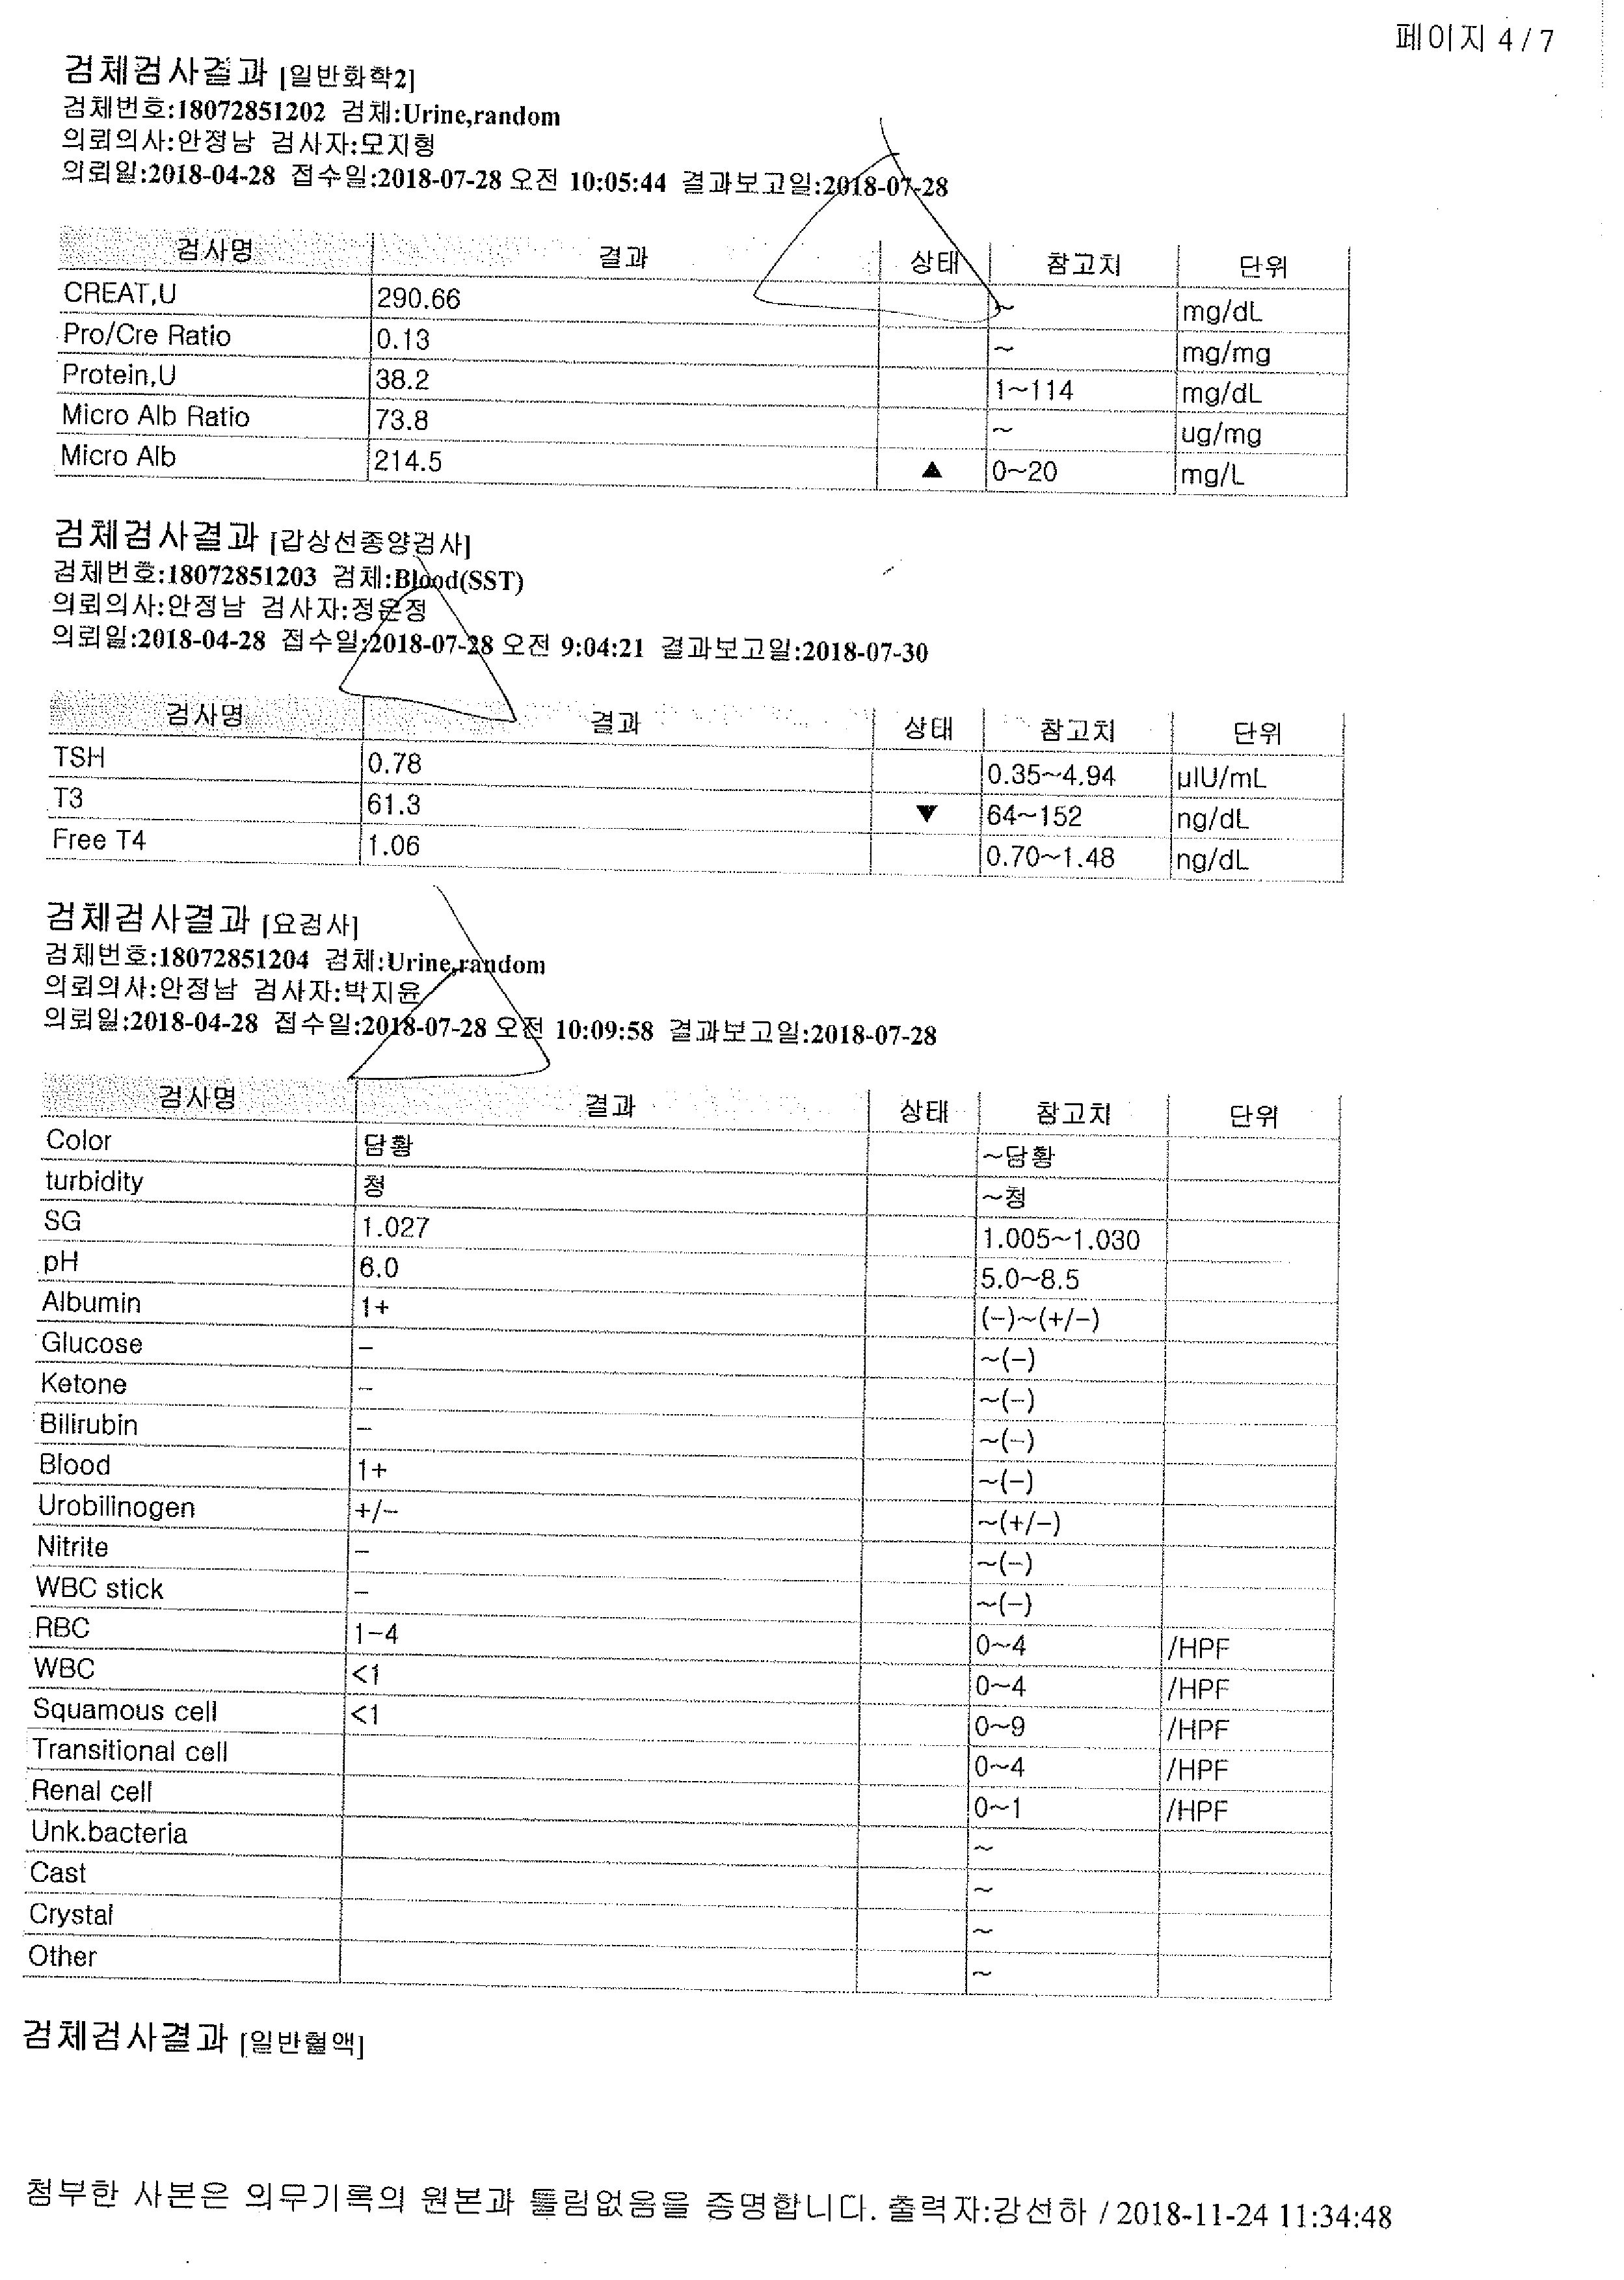 페이지 4 / 7
검체검사결과 [일반화학2]
검체번호:18072851202 검체:Urine,random
의뢰의사:안정남 검사자:모지형
의뢰일:2018-04-28 접수일:2018-07-28 오전 10:05:44 결과보고일:2018-07-28
검사명 결과 상태 참고치 단위
CREAT,U 290.66 ~ mg/dL
Pro/Cre Ratio 0.13 ~ mg/mg
Protein,U 38.2 1~114 mg/dL
Micro Alb Ratio 73.8 ~ ug/mg
Micro Alb 214.5 ▲ 0~20 mg/L
검체검사결과 [갑상선종양검사]
검체번호:18072851203 검체:Blood(SST)
의뢰의사:안정남 검사자:정운정
의뢰일:2018-04-28 접수일:2018-07-28 오전 9:04:21 결과보고일:2018-07-30
검사명 결과 상태 참고치 단위
TSH 0.78 0.35~4.94 µIU/mL
T3 61.3 ▼ 64~152 ng/dL
Free T4 1.06 0.70~1.48 ng/dL
검체검사결과 [요검사]
검체번호:18072851204 검체:Urine,random
의뢰의사:안정남 검사자:박지윤
의뢰일:2018-04-28 접수일:2018-07-28 오전 10:09:58 결과보고일:2018-07-28
검사명 결과 상태 참고치 단위
Color 담황 ~담황
turbidity 청 ~청
SG 1.027 1.005~1.030
pH 6.0 5.0~8.5
Albumin 1+ (-)~(+/-)
Glucose - ~(-)
Ketone - ~(-)
Bilirubin - ~(-)
Blood 1+ ~(-)
Urobilinogen +/- ~(+/-)
Nitrite - ~(-)
WBC stick - ~(-)
RBC 1-4 0~4 /HPF
WBC <1 0~4 /HPF
Squamous cell <1 0~9 /HPF
Transitional cell 0~4 /HPF
Renal cell 0~1 /HPF
Unk.bacteria ~
Cast ~
Crystal ~
Other ~
검체검사결과 [일반혈액]
첨부한 사본은 의무기록의 원본과 틀림없음을 증명합니다. 출력자:강선하 / 2018-11-24 11:34:48